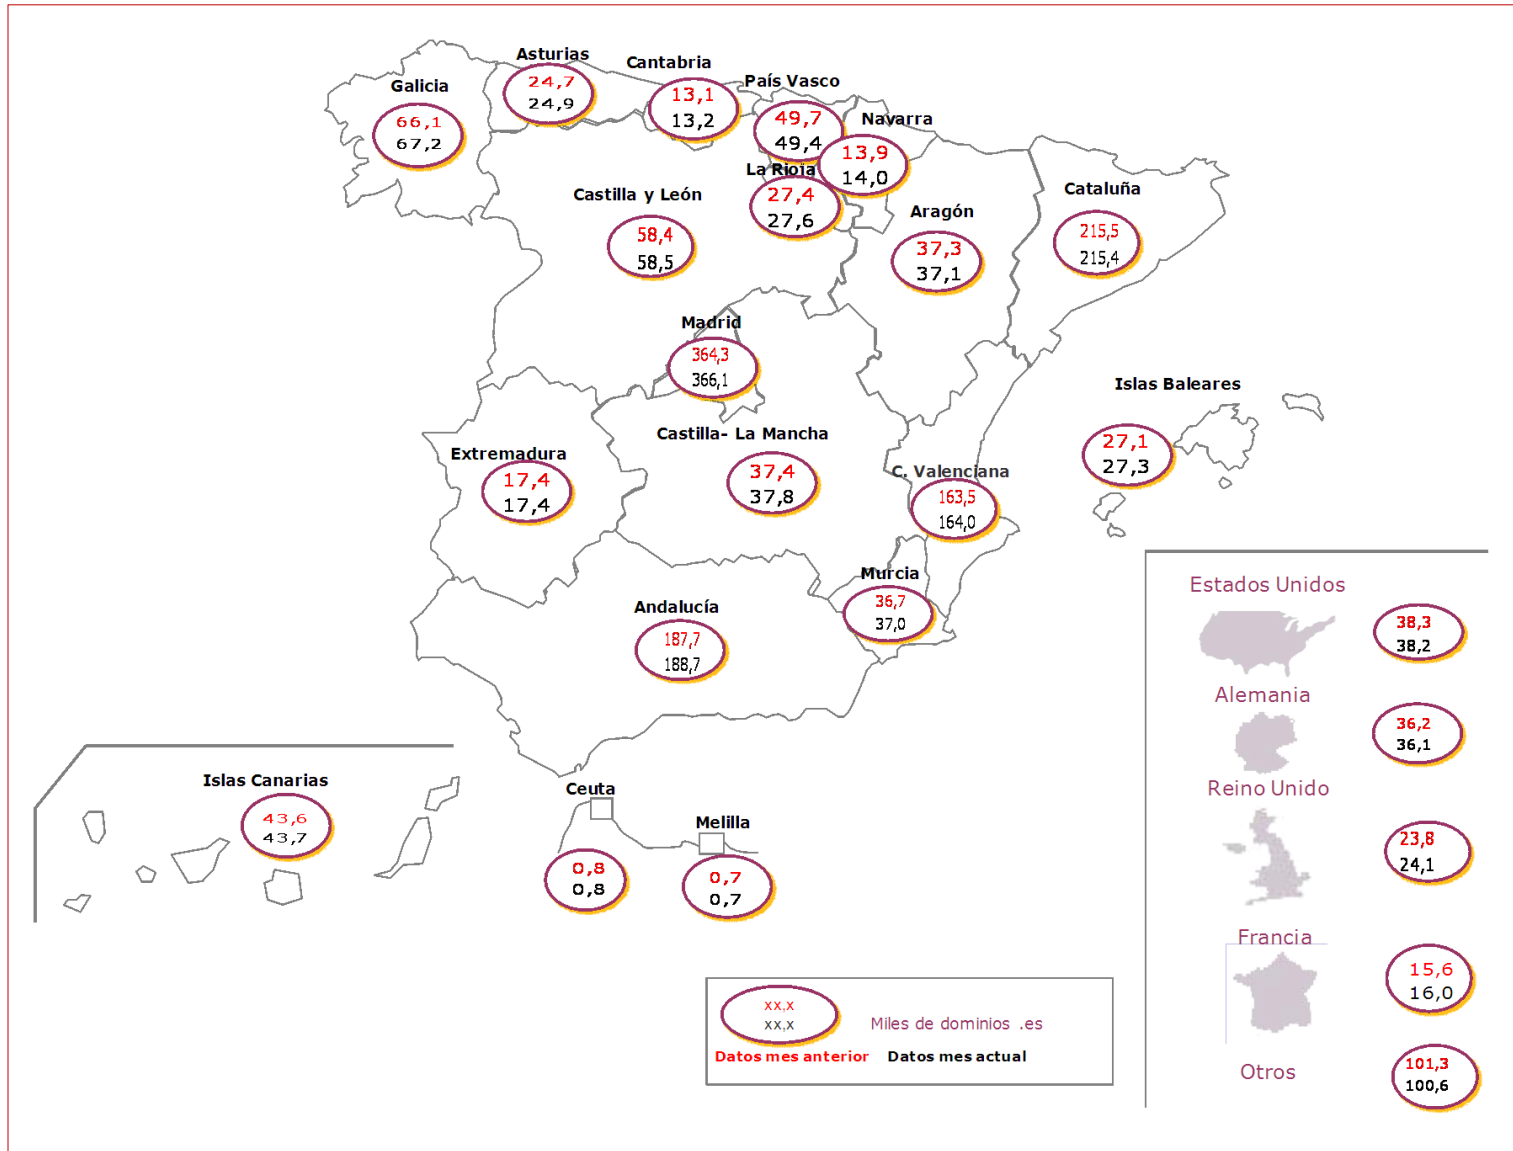 Asturias
24,7
24,9
Cantabria
13,1
13,2
País Vasco
49,7
49,4
Galicia
66,1
67,2
Navarra
13,9
14,0
La Rioja
27,4
27,6
Castilla y León
58,4
58,5
Aragón
37,3
37,1
Cataluña
215,5
215,4
Madrid
364,3
366,1
Islas Baleares
27,1
27,3
Castilla- La Mancha
37,4
37,8
Extremadura
17,4
17,4
C. Valenciana
163,5
164,0
Murcia
36,7
37,0
Andalucía
187,7
188,7
Islas Canarias
43,6
43,7
Ceuta
0,8
0,8
Melilla
0,7
0,7
Estados Unidos
38,3
38,2
Alemania
36,2
36,1
Reino Unido
23,8
24,1
Francia
15,6
16,0
Otros
101,3
100,6
xx,x
xx,x
Miles de dominios .es
Datos mes anterior Datos mes actual